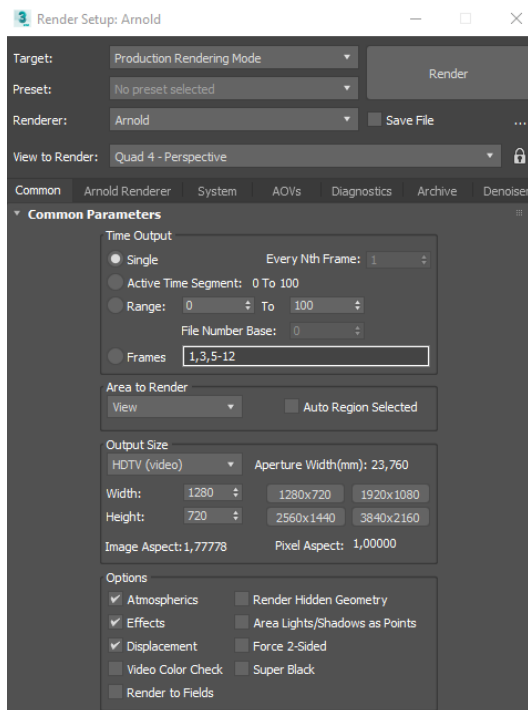 3 Render Setup: Arnold
Target: Production Rendering Mode
Render
Preset: No preset selected
Renderer: Arnold Save File ...
View to Render: Quad 4 - Perspective
Common Arnold Renderer System AOVs Diagnostics Archive Denoiser
Common Parameters
Time Output
Single Every Nth Frame: 1
Active Time Segment: 0 To 100
Range: 0 To 100
File Number Base: 0
Frames 1,3,5-12
Area to Render
View Auto Region Selected
Output Size
HDTV (video) Aperture Width(mm): 23,760
Width: 1280 1280x720 1920x1080
Height: 720 2560x1440 3840x2160
Image Aspect: 1,77778 Pixel Aspect: 1,00000
Options
Atmospherics Render Hidden Geometry
Effects Area Lights/Shadows as Points
Displacement Force 2-Sided
Video Color Check Super Black
Render to Fields